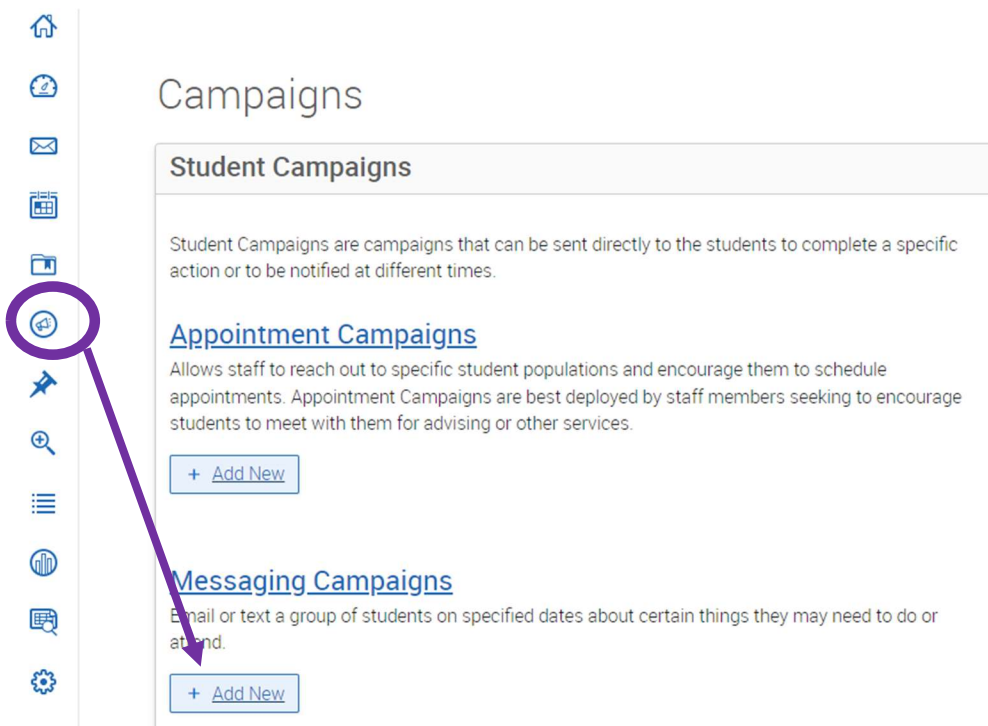 Campaigns
Student Campaigns
Student Campaigns are campaigns that can be sent directly to the students to complete a specific
action or to be notified at different times.
Appointment Campaigns
Allows staff to reach out to specific student populations and encourage them to schedule
appointments. Appointment Campaigns are best deployed by staff members seeking to encourage
students to meet with them for advising or other services.
+ Add New
Messaging Campaigns
Email or text a group of students on specified dates about certain things they may need to do or
attend.
+ Add New